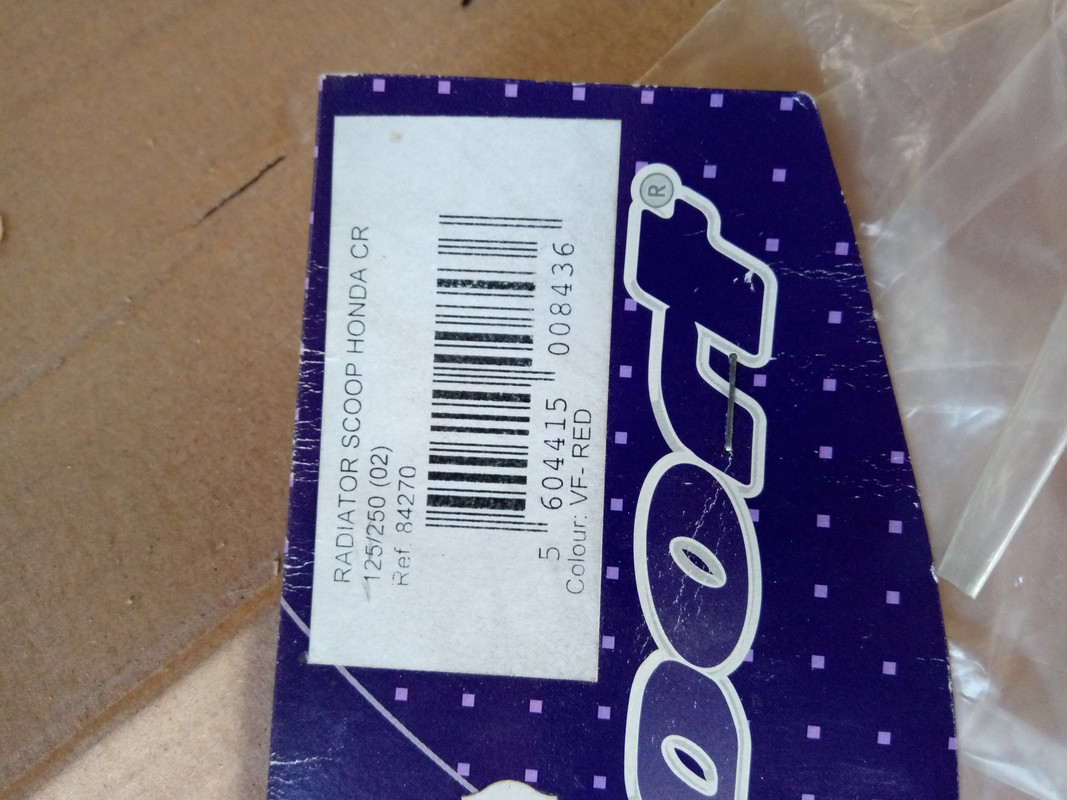 RADIATOR SCOOP HONDA CR
125/250 (02)
Ref. 84270
5 604415 008436
Colour: VF- RED
®